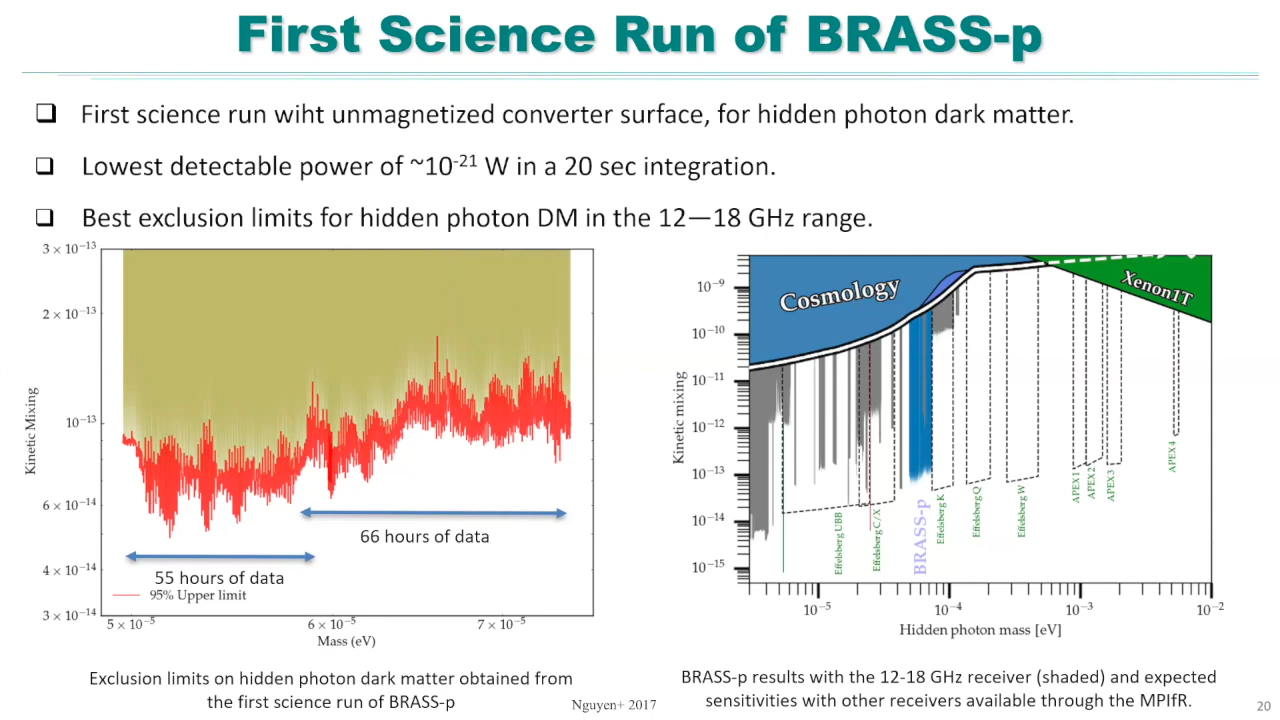 First Science Run of BRASS-p
❑ First science run wiht unmagnetized converter surface, for hidden photon dark matter.
❑ Lowest detectable power of ~10⁻²¹ W in a 20 sec integration.
❑ Best exclusion limits for hidden photon DM in the 12—18 GHz range.
3 × 10⁻¹³
2 × 10⁻¹³
10⁻¹³
6 × 10⁻¹⁴
4 × 10⁻¹⁴
3 × 10⁻¹⁴
Kinetic Mixing
66 hours of data
55 hours of data
95% Upper limit
5 × 10⁻⁵
6 × 10⁻⁵
7 × 10⁻⁵
Mass (eV)
Exclusion limits on hidden photon dark matter obtained from
the first science run of BRASS-p
Nguyen+ 2017
Cosmology
Xenon1T
10⁻⁹
10⁻¹⁰
10⁻¹¹
10⁻¹²
10⁻¹³
10⁻¹⁴
10⁻¹⁵
Kinetic mixing
Effelsberg UBB
Effelsberg C/X
BRASS-p
Effelsberg K
Effelsberg Q
Effelsberg W
APEX 1
APEX 2
APEX 3
APEX 4
10⁻⁵
10⁻⁴
10⁻³
10⁻²
Hidden photon mass [eV]
BRASS-p results with the 12-18 GHz receiver (shaded) and expected
sensitivities with other receivers available through the MPIfR.
20